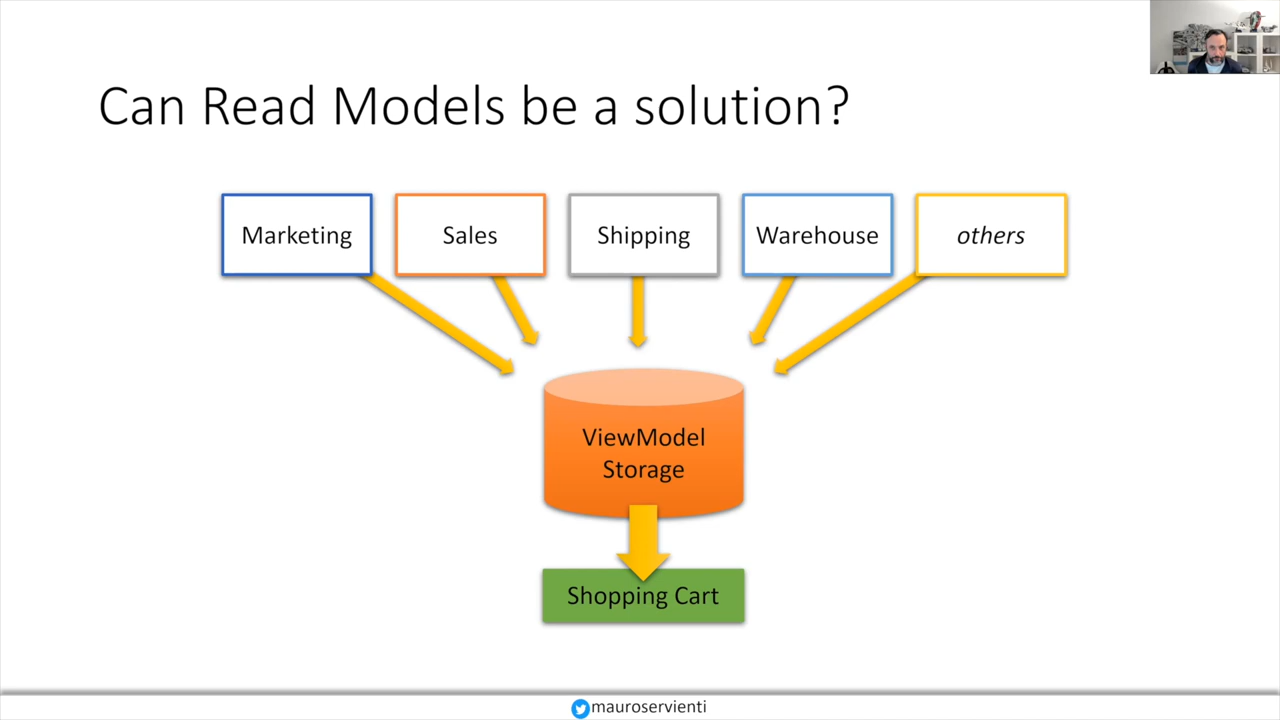 Can Read Models be a solution?
Marketing
Sales
Shipping
Warehouse
others
ViewModel
Storage
Shopping Cart
mauroservienti